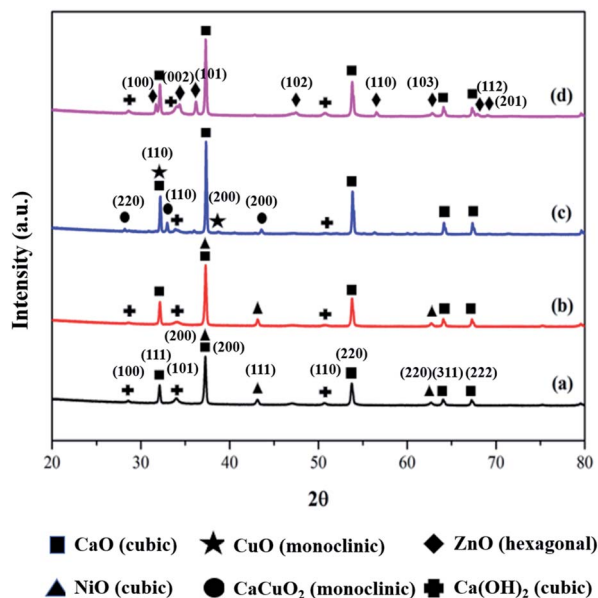 (100) (002) (101) (102) (110) (103) (112) (201) (d)
(110)
(220) (110) (200) (200) (c)
(b)
(200)
(111) (200) (220)
(100) (101) (111) (110) (220) (311) (222) (a)
Intensity (a.u.)
20 30 40 50 60 70 80
2θ
CaO (cubic) CuO (monoclinic) ZnO (hexagonal)
NiO (cubic) CaCuO₂ (monoclinic) Ca(OH)₂ (cubic)